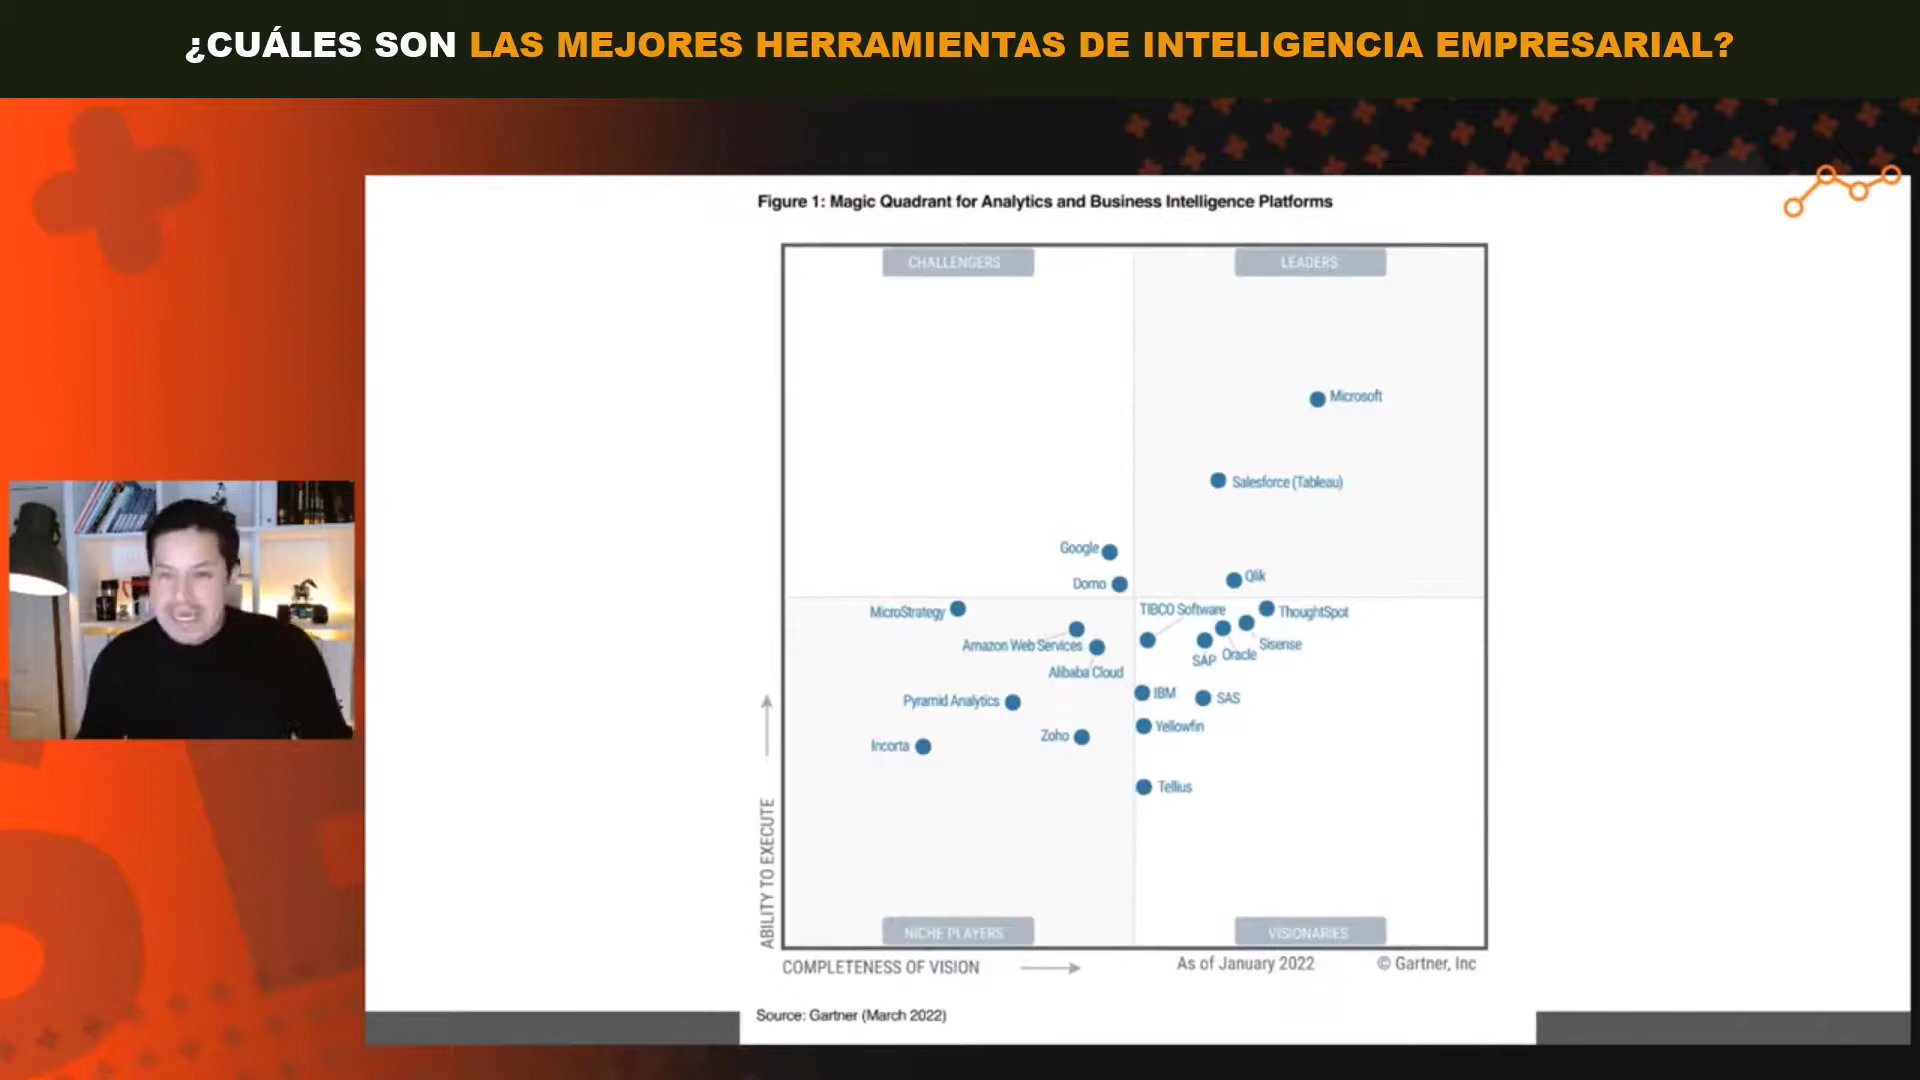 ¿CUÁLES SON LAS MEJORES HERRAMIENTAS DE INTELIGENCIA EMPRESARIAL?
Figure 1: Magic Quadrant for Analytics and Business Intelligence Platforms
CHALLENGERS
LEADERS
Microsoft
Salesforce (Tableau)
Google
Domo
Qlik
MicroStrategy
TIBCO Software
ThoughtSpot
Amazon Web Services
Sisense
SAP
Oracle
Alibaba Cloud
Pyramid Analytics
IBM
SAS
Yellowfin
Zoho
Incorta
Tellius
ABILITY TO EXECUTE
NICHE PLAYERS
VISIONARIES
COMPLETENESS OF VISION
As of January 2022
© Gartner, Inc
Source: Gartner (March 2022)